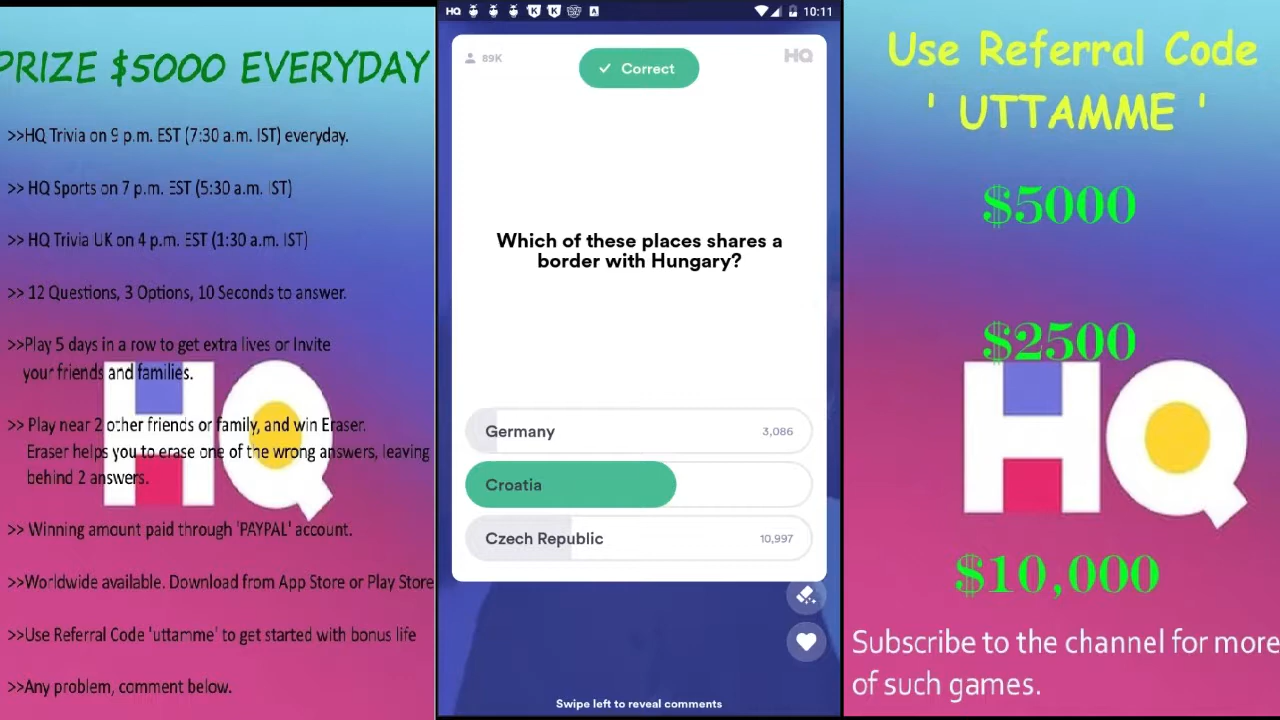 PRIZE $5000 EVERYDAY
>>HQ Trivia on 9 p.m. EST (7:30 a.m. IST) everyday.
>> HQ Sports on 7 p.m. EST (5:30 a.m. IST)
>> HQ Trivia UK on 4 p.m. EST (1:30 a.m. IST)
>> 12 Questions, 3 Options, 10 Seconds to answer.
>>Play 5 days in a row to get extra lives or Invite
your friends and families.
>> Play near 2 other friends or family, and win Eraser.
Eraser helps you to erase one of the wrong answers, leaving
behind 2 answers.
>> Winning amount paid through 'PAYPAL' account.
>>Worldwide available. Download from App Store or Play Store
>>Use Referral Code 'uttamme' to get started with bonus life
>>Any problem, comment below.
HQ
HQ K K A 10:11
89K
Correct
HQ
Which of these places shares a
border with Hungary?
Germany 3,086
Croatia
Czech Republic 10,997
Swipe left to reveal comments
Use Referral Code
' UTTAMME '
$5000
$2500
HQ
$10,000
Subscribe to the channel for more
of such games.